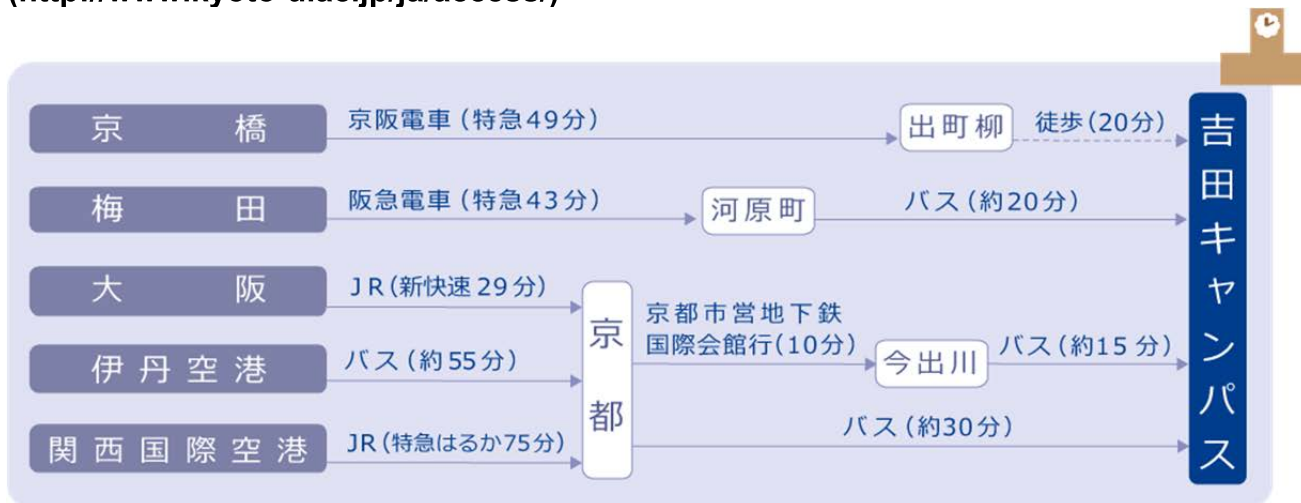 京橋 京阪電車(特急49分) 出町柳 徒歩(20分)
梅田 阪急電車(特急43分) 河原町 バス(約20分)
大阪 JR(新快速29分)
伊丹空港 バス(約55分)
関西国際空港 JR(特急はるか75分)
京都
京都市営地下鉄
国際会館行(10分) 今出川 バス(約15分)
バス(約30分)
吉田キャンパス